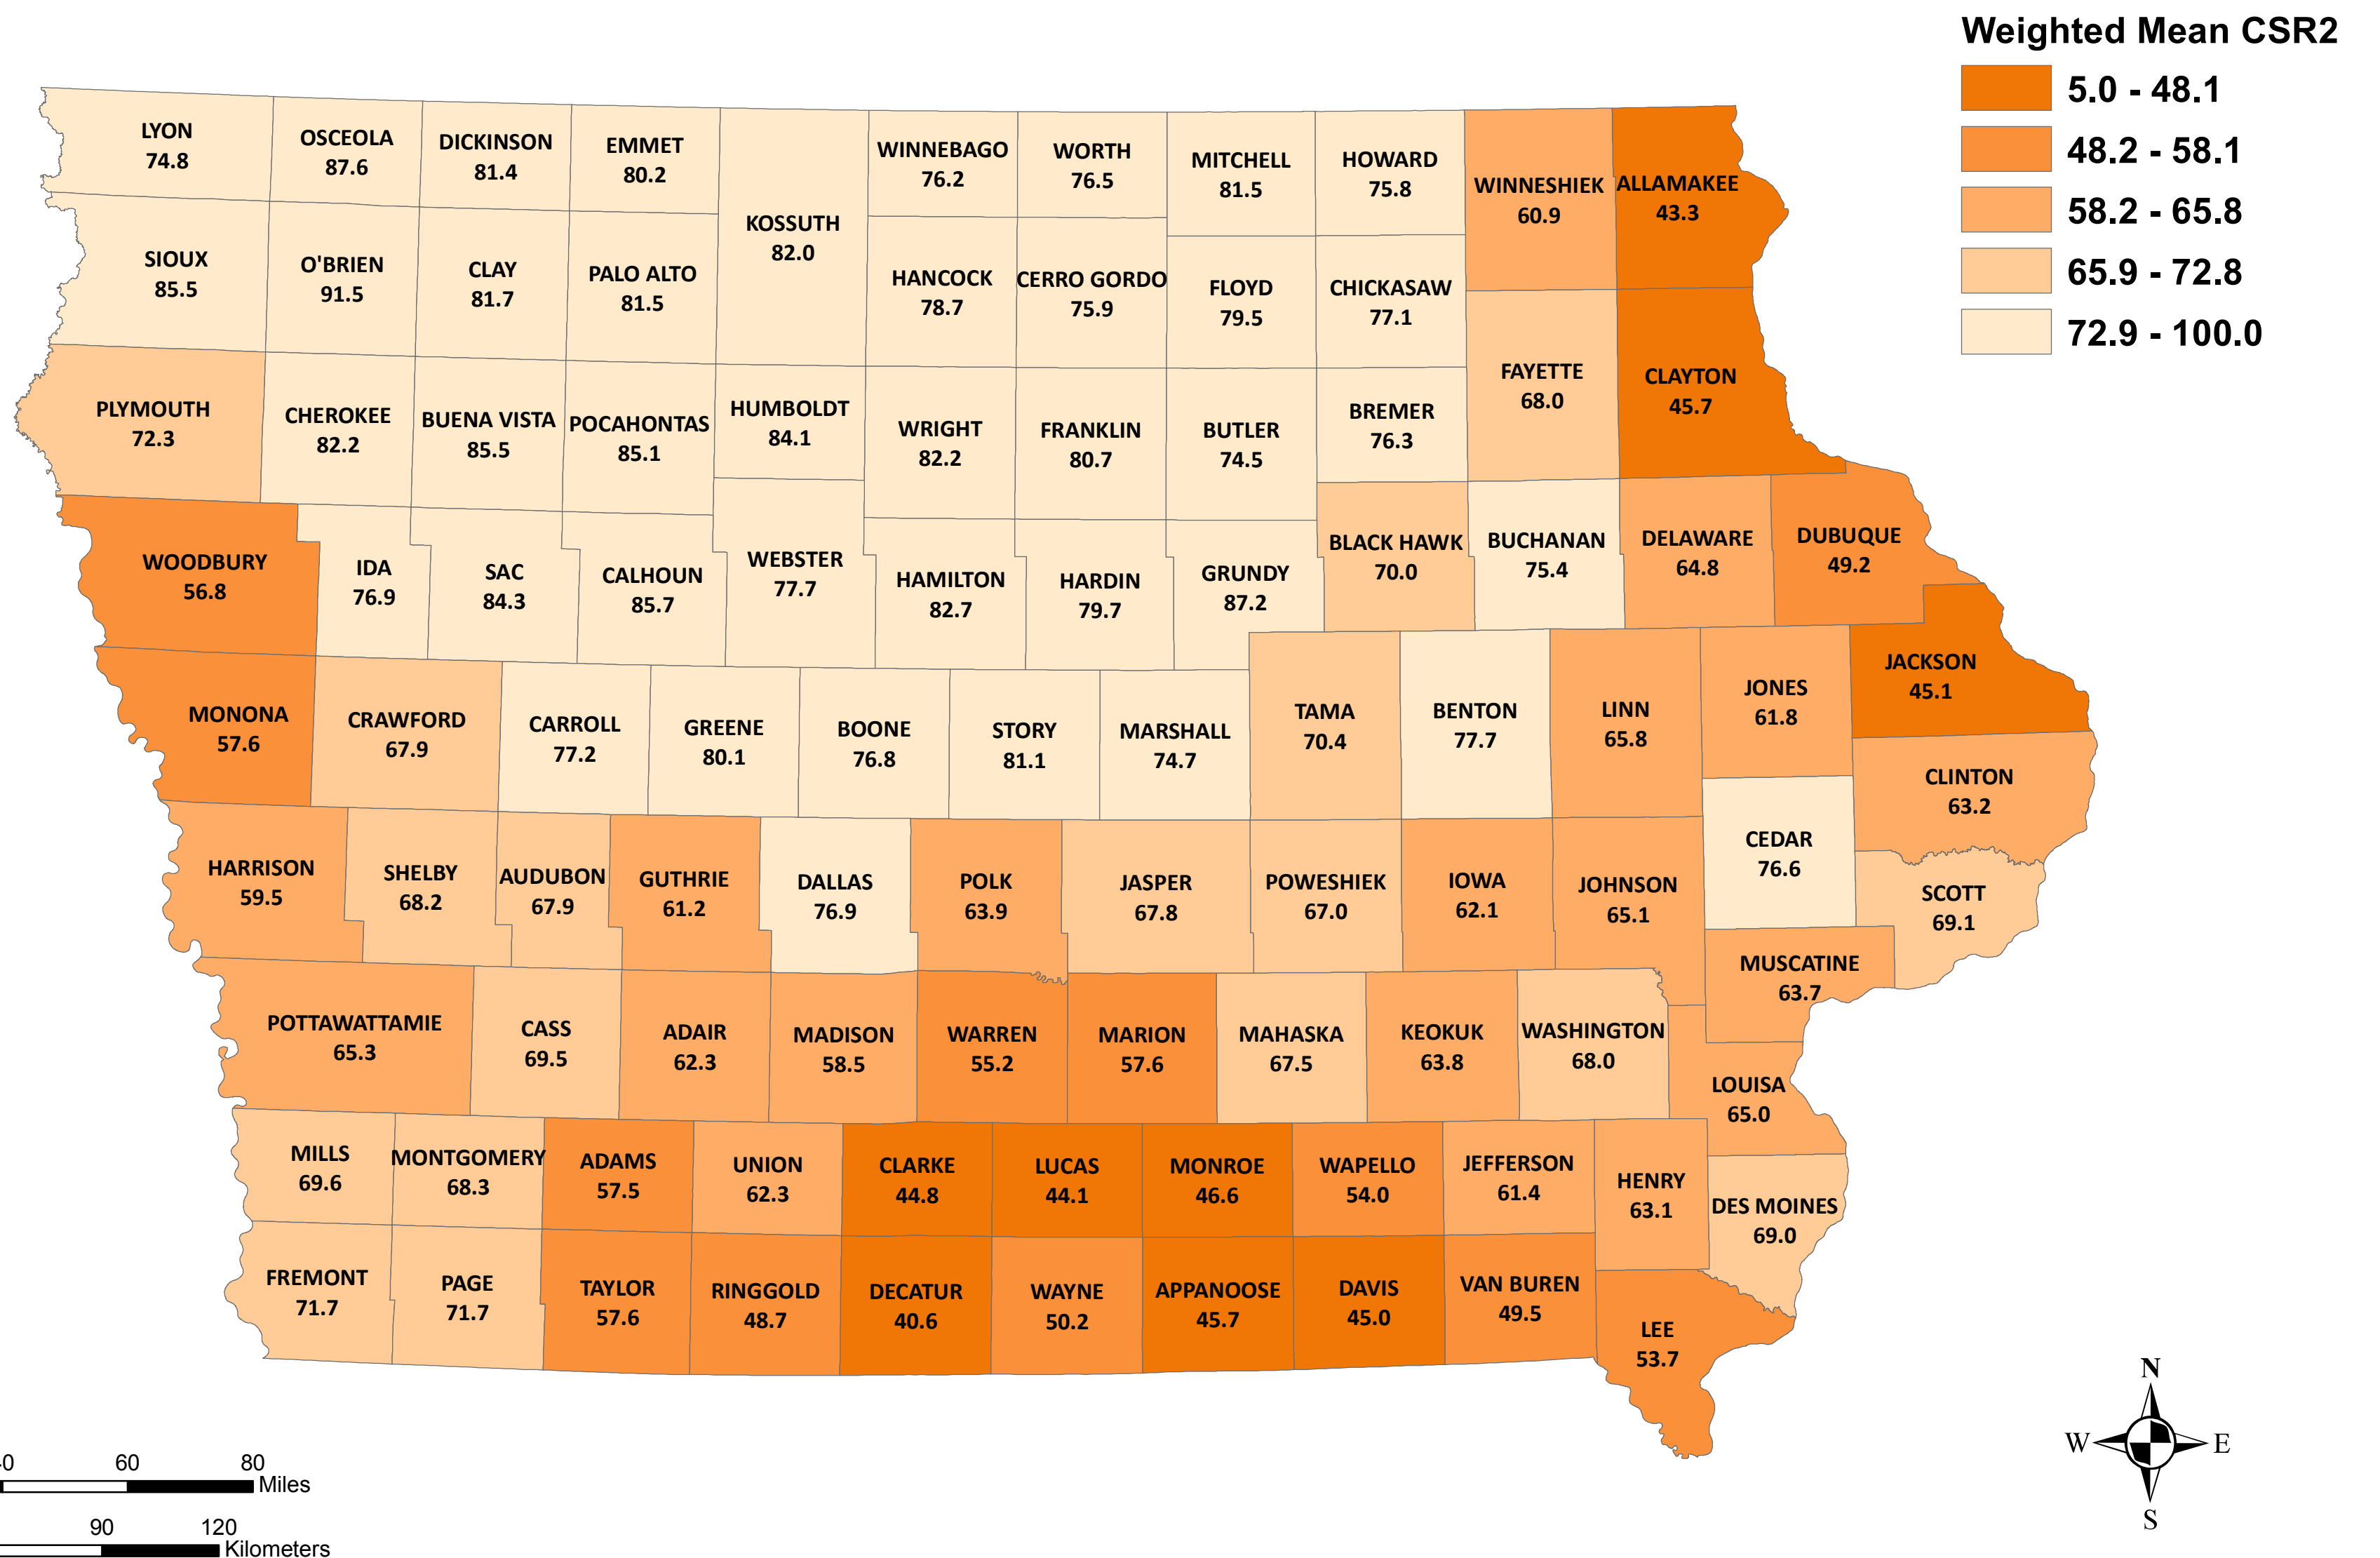 Weighted Mean CSR2
5.0 - 48.1
48.2 - 58.1
58.2 - 65.8
65.9 - 72.8
72.9 - 100.0
LYON
74.8
OSCEOLA
87.6
DICKINSON
81.4
EMMET
80.2
KOSSUTH
82.0
WINNEBAGO
76.2
WORTH
76.5
MITCHELL
81.5
HOWARD
75.8
WINNESHIEK
60.9
ALLAMAKEE
43.3
SIOUX
85.5
O'BRIEN
91.5
CLAY
81.7
PALO ALTO
81.5
HANCOCK
78.7
CERRO GORDO
75.9
FLOYD
79.5
CHICKASAW
77.1
FAYETTE
68.0
CLAYTON
45.7
PLYMOUTH
72.3
CHEROKEE
82.2
BUENA VISTA
85.5
POCAHONTAS
85.1
HUMBOLDT
84.1
WRIGHT
82.2
FRANKLIN
80.7
BUTLER
74.5
BREMER
76.3
WOODBURY
56.8
IDA
76.9
SAC
84.3
CALHOUN
85.7
WEBSTER
77.7
HAMILTON
82.7
HARDIN
79.7
GRUNDY
87.2
BLACK HAWK
70.0
BUCHANAN
75.4
DELAWARE
64.8
DUBUQUE
49.2
JACKSON
45.1
MONONA
57.6
CRAWFORD
67.9
CARROLL
77.2
GREENE
80.1
BOONE
76.8
STORY
81.1
MARSHALL
74.7
TAMA
70.4
BENTON
77.7
LINN
65.8
JONES
61.8
CLINTON
63.2
HARRISON
59.5
SHELBY
68.2
AUDUBON
67.9
GUTHRIE
61.2
DALLAS
76.9
POLK
63.9
JASPER
67.8
POWESHIEK
67.0
IOWA
62.1
JOHNSON
65.1
CEDAR
76.6
SCOTT
69.1
MUSCATINE
63.7
POTTAWATTAMIE
65.3
CASS
69.5
ADAIR
62.3
MADISON
58.5
WARREN
55.2
MARION
57.6
MAHASKA
67.5
KEOKUK
63.8
WASHINGTON
68.0
LOUISA
65.0
MILLS
69.6
MONTGOMERY
68.3
ADAMS
57.5
UNION
62.3
CLARKE
44.8
LUCAS
44.1
MONROE
46.6
WAPELLO
54.0
JEFFERSON
61.4
HENRY
63.1
DES MOINES
69.0
FREMONT
71.7
PAGE
71.7
TAYLOR
57.6
RINGGOLD
48.7
DECATUR
40.6
WAYNE
50.2
APPANOOSE
45.7
DAVIS
45.0
VAN BUREN
49.5
LEE
53.7
N
W E
S
60 80
Miles
90 120
Kilometers